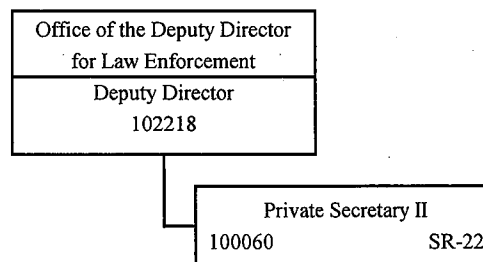 Office of the Deputy Director
for Law Enforcement
Deputy Director
102218
Private Secretary II
100060 SR-22